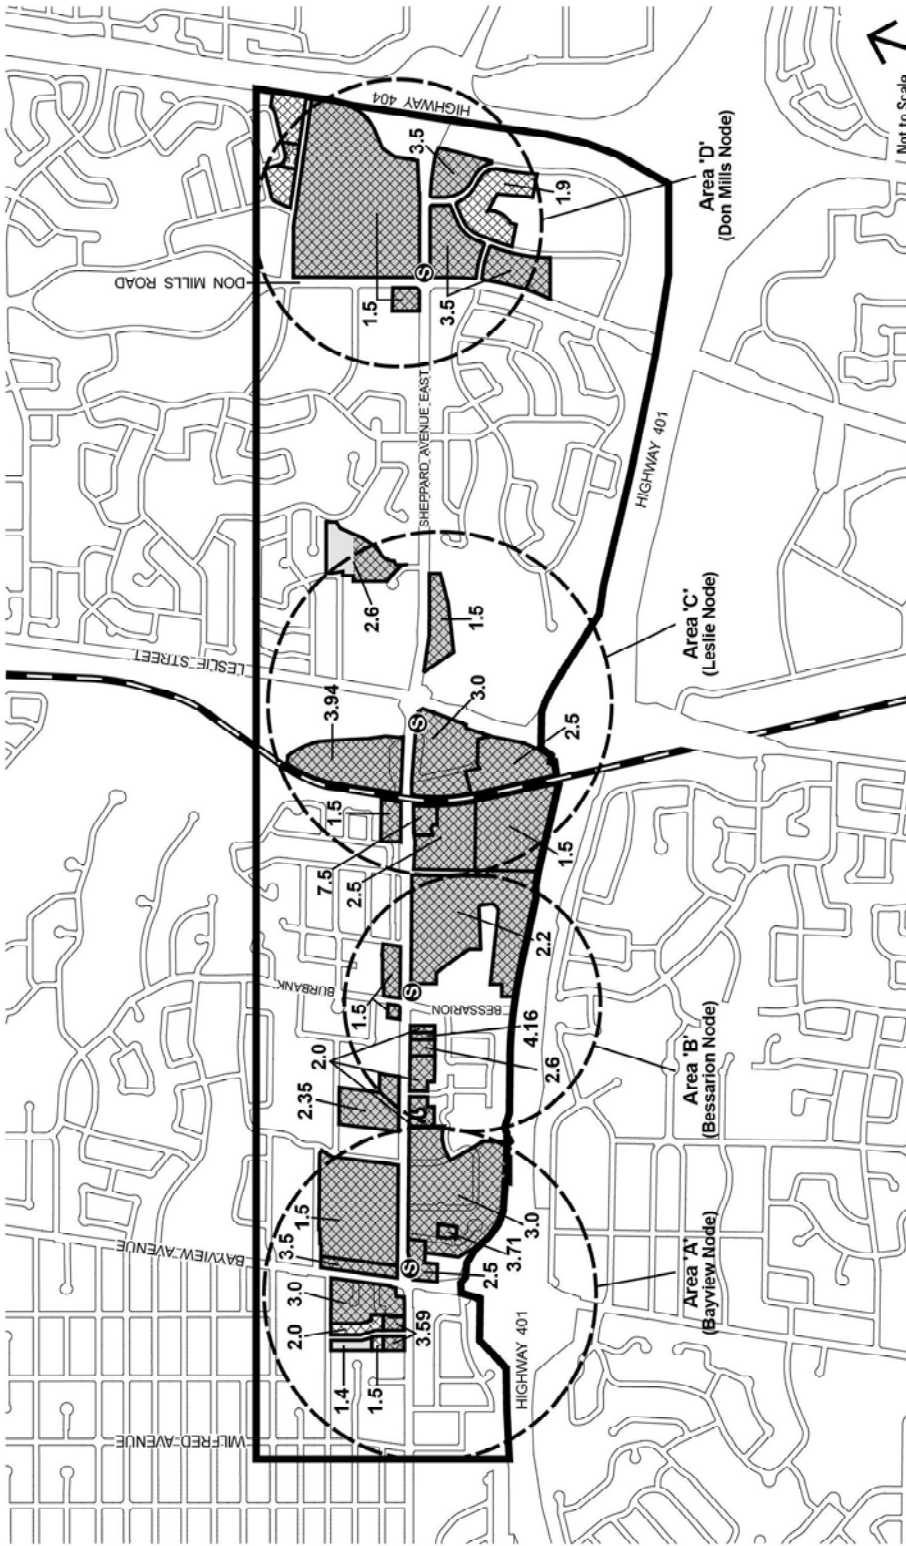 HIGHWAY 404
3.5
1.9
Area 'D'
(Don Mills Node)
Not to Scale
DON MILLS ROAD
1.5
S
3.5
SHEPPARD AVENUE EAST
HIGHWAY 401
2.6
1.5
LESLIE STREET
Area 'C'
(Leslie Node)
3.94
S
3.0
2.5
1.5
7.5
2.5
1.5
2.2
BURBANK
1.5
S
BESSARION
4.16
2.0
2.6
2.35
Area 'B'
(Bessarion Node)
1.5
3.0
3.71
BAYVIEW AVENUE
3.5
S
2.5
3.0
2.0
3.59
1.4
1.5
Area 'A'
(Bayview Node)
HIGHWAY 401
WILFRED AVENUE